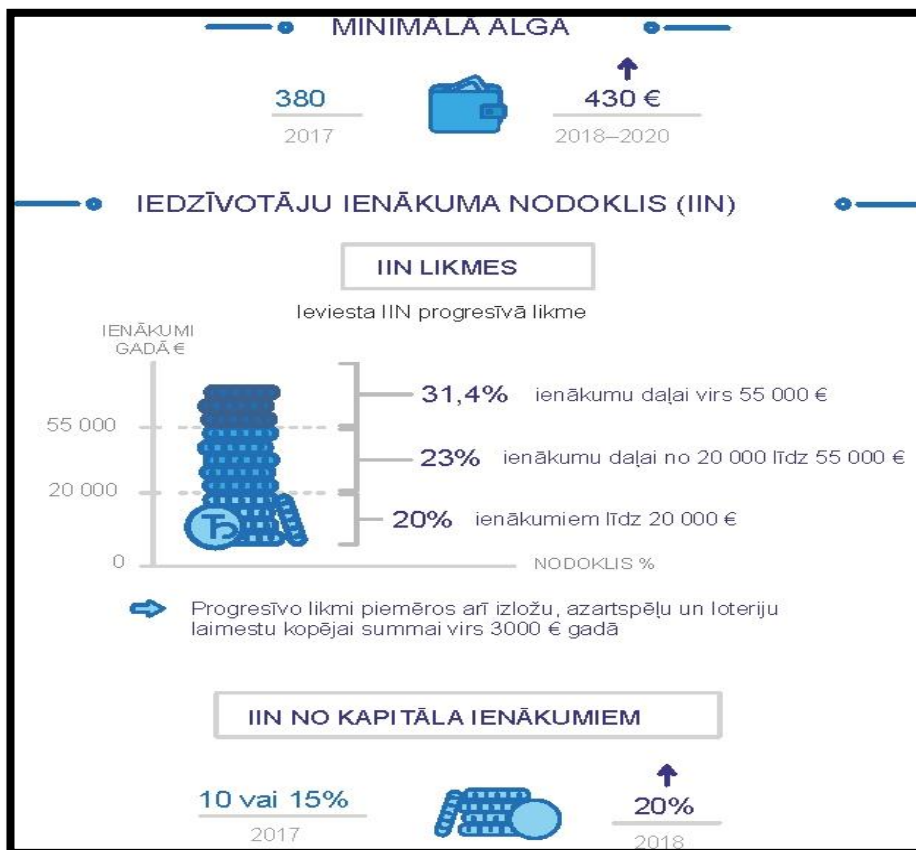 MINIMĀLĀ ALGA
380
2017
430 €
2018–2020
IEDZĪVOTĀJU IENĀKUMA NODOKLIS (IIN)
IIN LIKMES
Ieviesta IIN progresīvā likme
IENĀKUMI
GADĀ €
31,4% ienākumu daļai virs 55 000 €
55 000
23% ienākumu daļai no 20 000 līdz 55 000 €
20 000
20% ienākumiem līdz 20 000 €
0
NODOKLIS %
Progresīvo likmi piemēros arī izložu, azartspēļu un loteriju
laimestu kopējai summai virs 3000 € gadā
IIN NO KAPITĀLA IENĀKUMIEM
10 vai 15%
2017
20%
2018